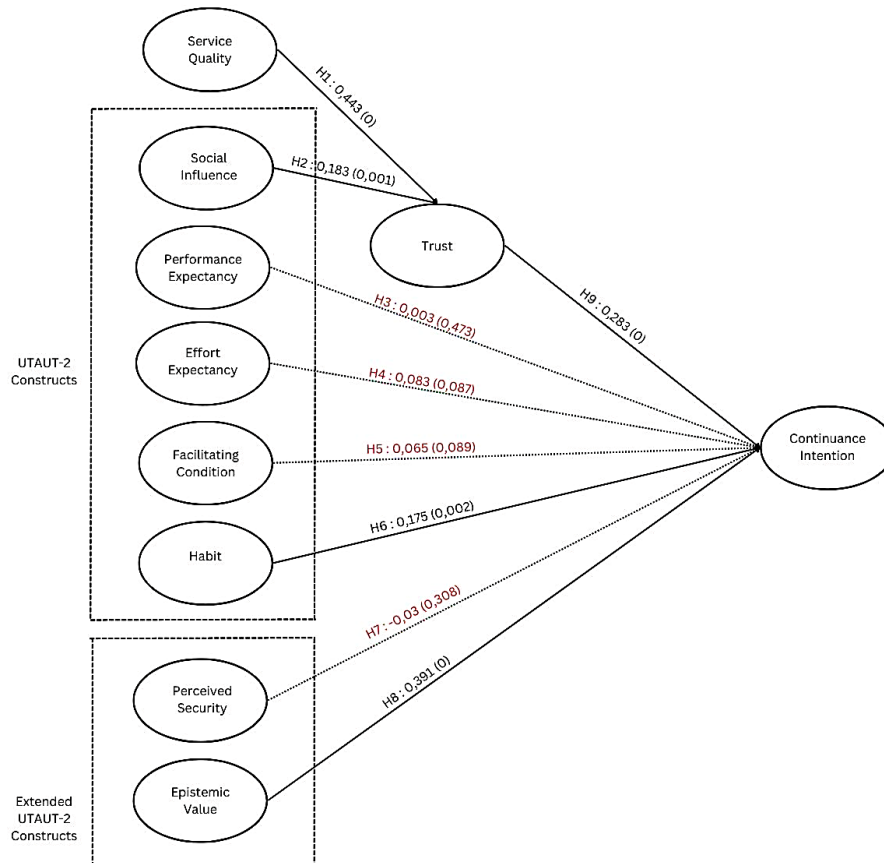 Service
Quality
H1 : 0,443 (0)
Social
Influence
H2 : 0,183 (0,001)
Trust
Performance
Expectancy
H3 : 0,003 (0,473)
H9 : 0,283 (0)
UTAUT-2
Constructs
Effort
Expectancy
H4 : 0,083 (0,087)
Continuance
Intention
Facilitating
Condition
H5 : 0,065 (0,089)
Habit
H6 : 0,175 (0,002)
H7 : -0,03 (0,308)
Perceived
Security
H8 : 0,391 (0)
Epistemic
Value
Extended
UTAUT-2
Constructs